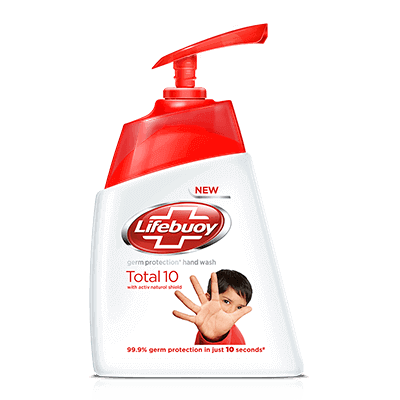 NEW
Lifebuoy
germ protection* hand wash
Total 10
with activ natural shield
99.9% germ protection in just 10 seconds*